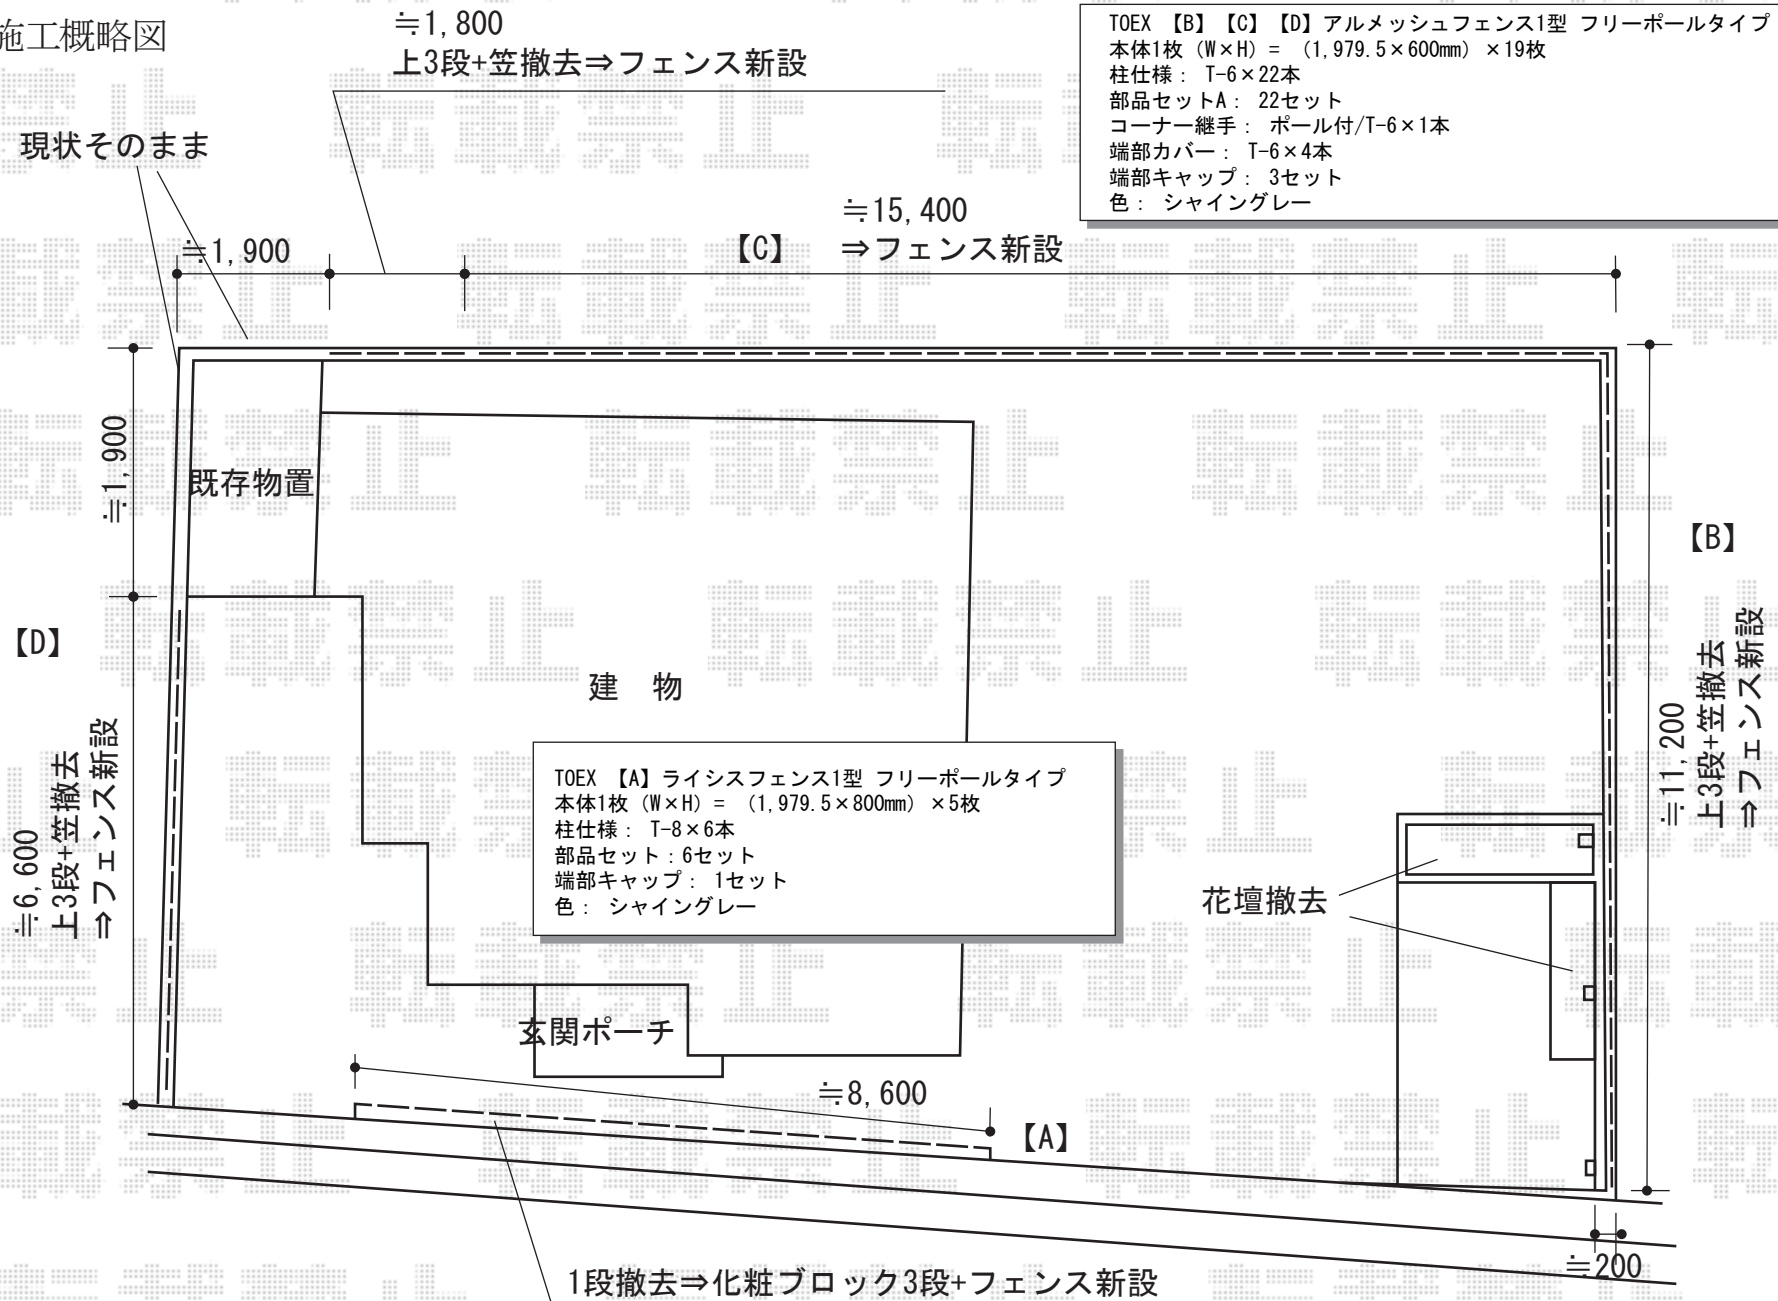 施工概略図
≒1,800
上3段+笠撤去⇒フェンス新設
TOEX 【B】【C】【D】アルメッシュフェンス1型 フリーポールタイプ
本体1枚（W×H）＝（1,979.5×600mm）×19枚
柱仕様： T-6×22本
部品セットA： 22セット
コーナー継手： ポール付/T-6×1本
端部カバー： T-6×4本
端部キャップ： 3セット
色： シャイングレー
現状そのまま
≒1,900
【C】
≒15,400
⇒フェンス新設
≒1,900
既存物置
【B】
≒11,200
上3段+笠撤去
⇒フェンス新設
【D】
≒6,600
上3段+笠撤去
⇒フェンス新設
建 物
TOEX 【A】ライシスフェンス1型 フリーポールタイプ
本体1枚（W×H）＝（1,979.5×800mm）×5枚
柱仕様： T-8×6本
部品セット：6セット
端部キャップ： 1セット
色： シャイングレー
花壇撤去
玄関ポーチ
≒8,600
【A】
≒200
1段撤去⇒化粧ブロック3段+フェンス新設
転載禁止